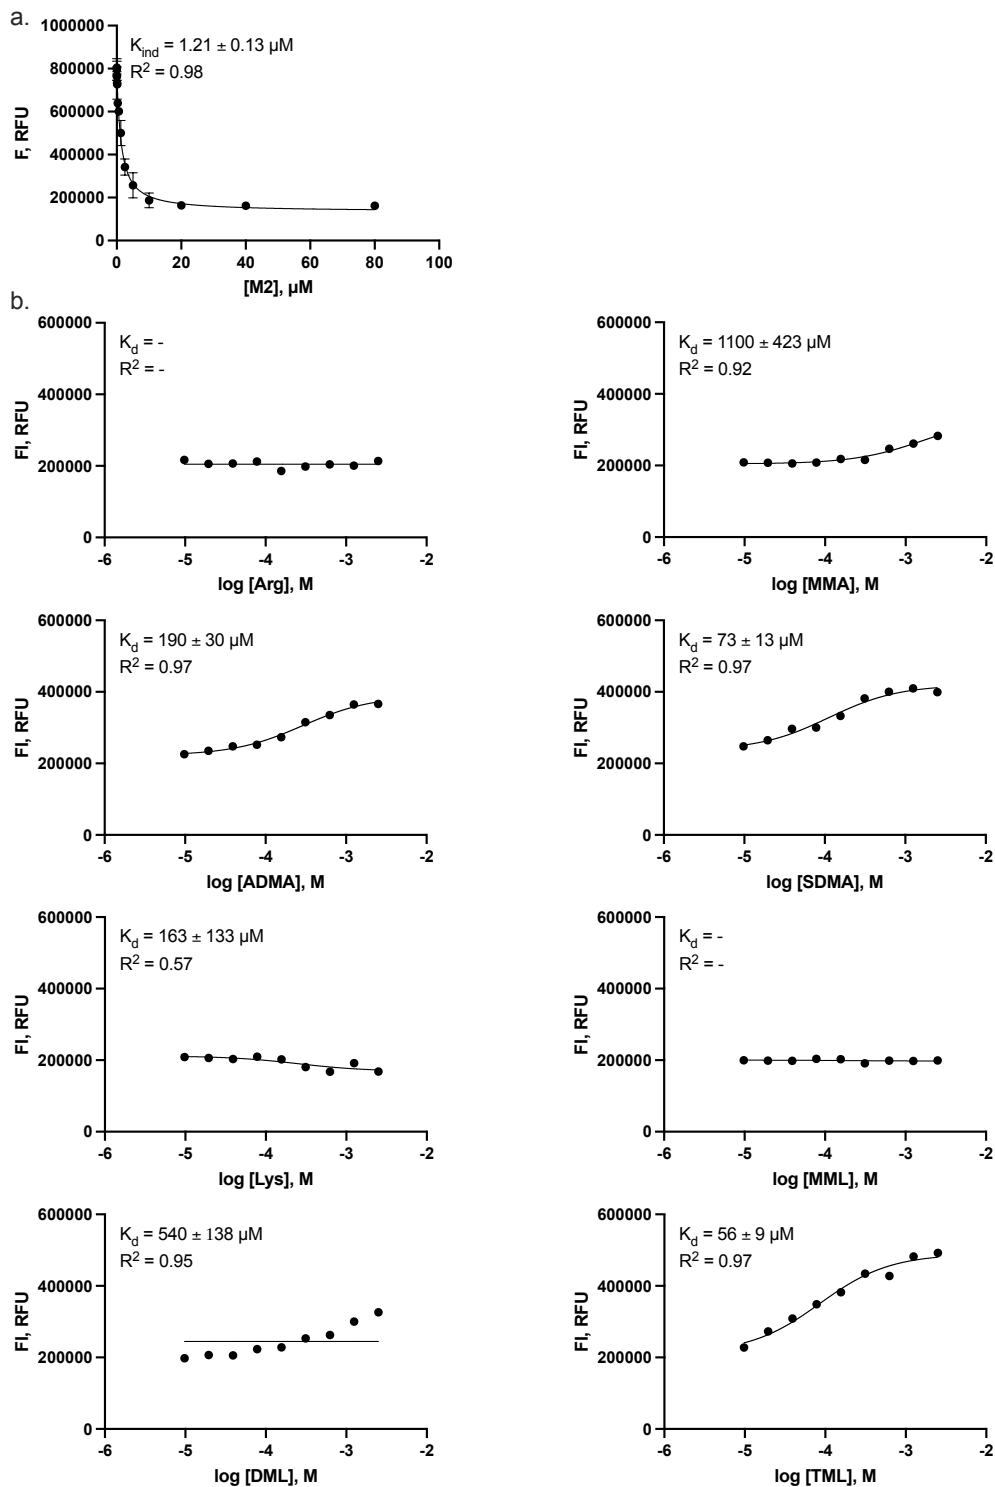 a.
1000000
800000
600000
400000
200000
0
F, RFU
K_ind = 1.21 ± 0.13 µM
R² = 0.98
0 20 40 60 80 100
[M2], µM
b.
600000
400000
200000
0
FI, RFU
K_d = -
R² = -
-6 -5 -4 -3 -2
log [Arg], M
600000
400000
200000
0
FI, RFU
K_d = 1100 ± 423 µM
R² = 0.92
-6 -5 -4 -3 -2
log [MMA], M
600000
400000
200000
0
FI, RFU
K_d = 190 ± 30 µM
R² = 0.97
-6 -5 -4 -3 -2
log [ADMA], M
600000
400000
200000
0
FI, RFU
K_d = 73 ± 13 µM
R² = 0.97
-6 -5 -4 -3 -2
log [SDMA], M
600000
400000
200000
0
FI, RFU
K_d = 163 ± 133 µM
R² = 0.57
-6 -5 -4 -3 -2
log [Lys], M
600000
400000
200000
0
FI, RFU
K_d = -
R² = -
-6 -5 -4 -3 -2
log [MML], M
600000
400000
200000
0
FI, RFU
K_d = 540 ± 138 µM
R² = 0.95
-6 -5 -4 -3 -2
log [DML], M
600000
400000
200000
0
FI, RFU
K_d = 56 ± 9 µM
R² = 0.97
-6 -5 -4 -3 -2
log [TML], M